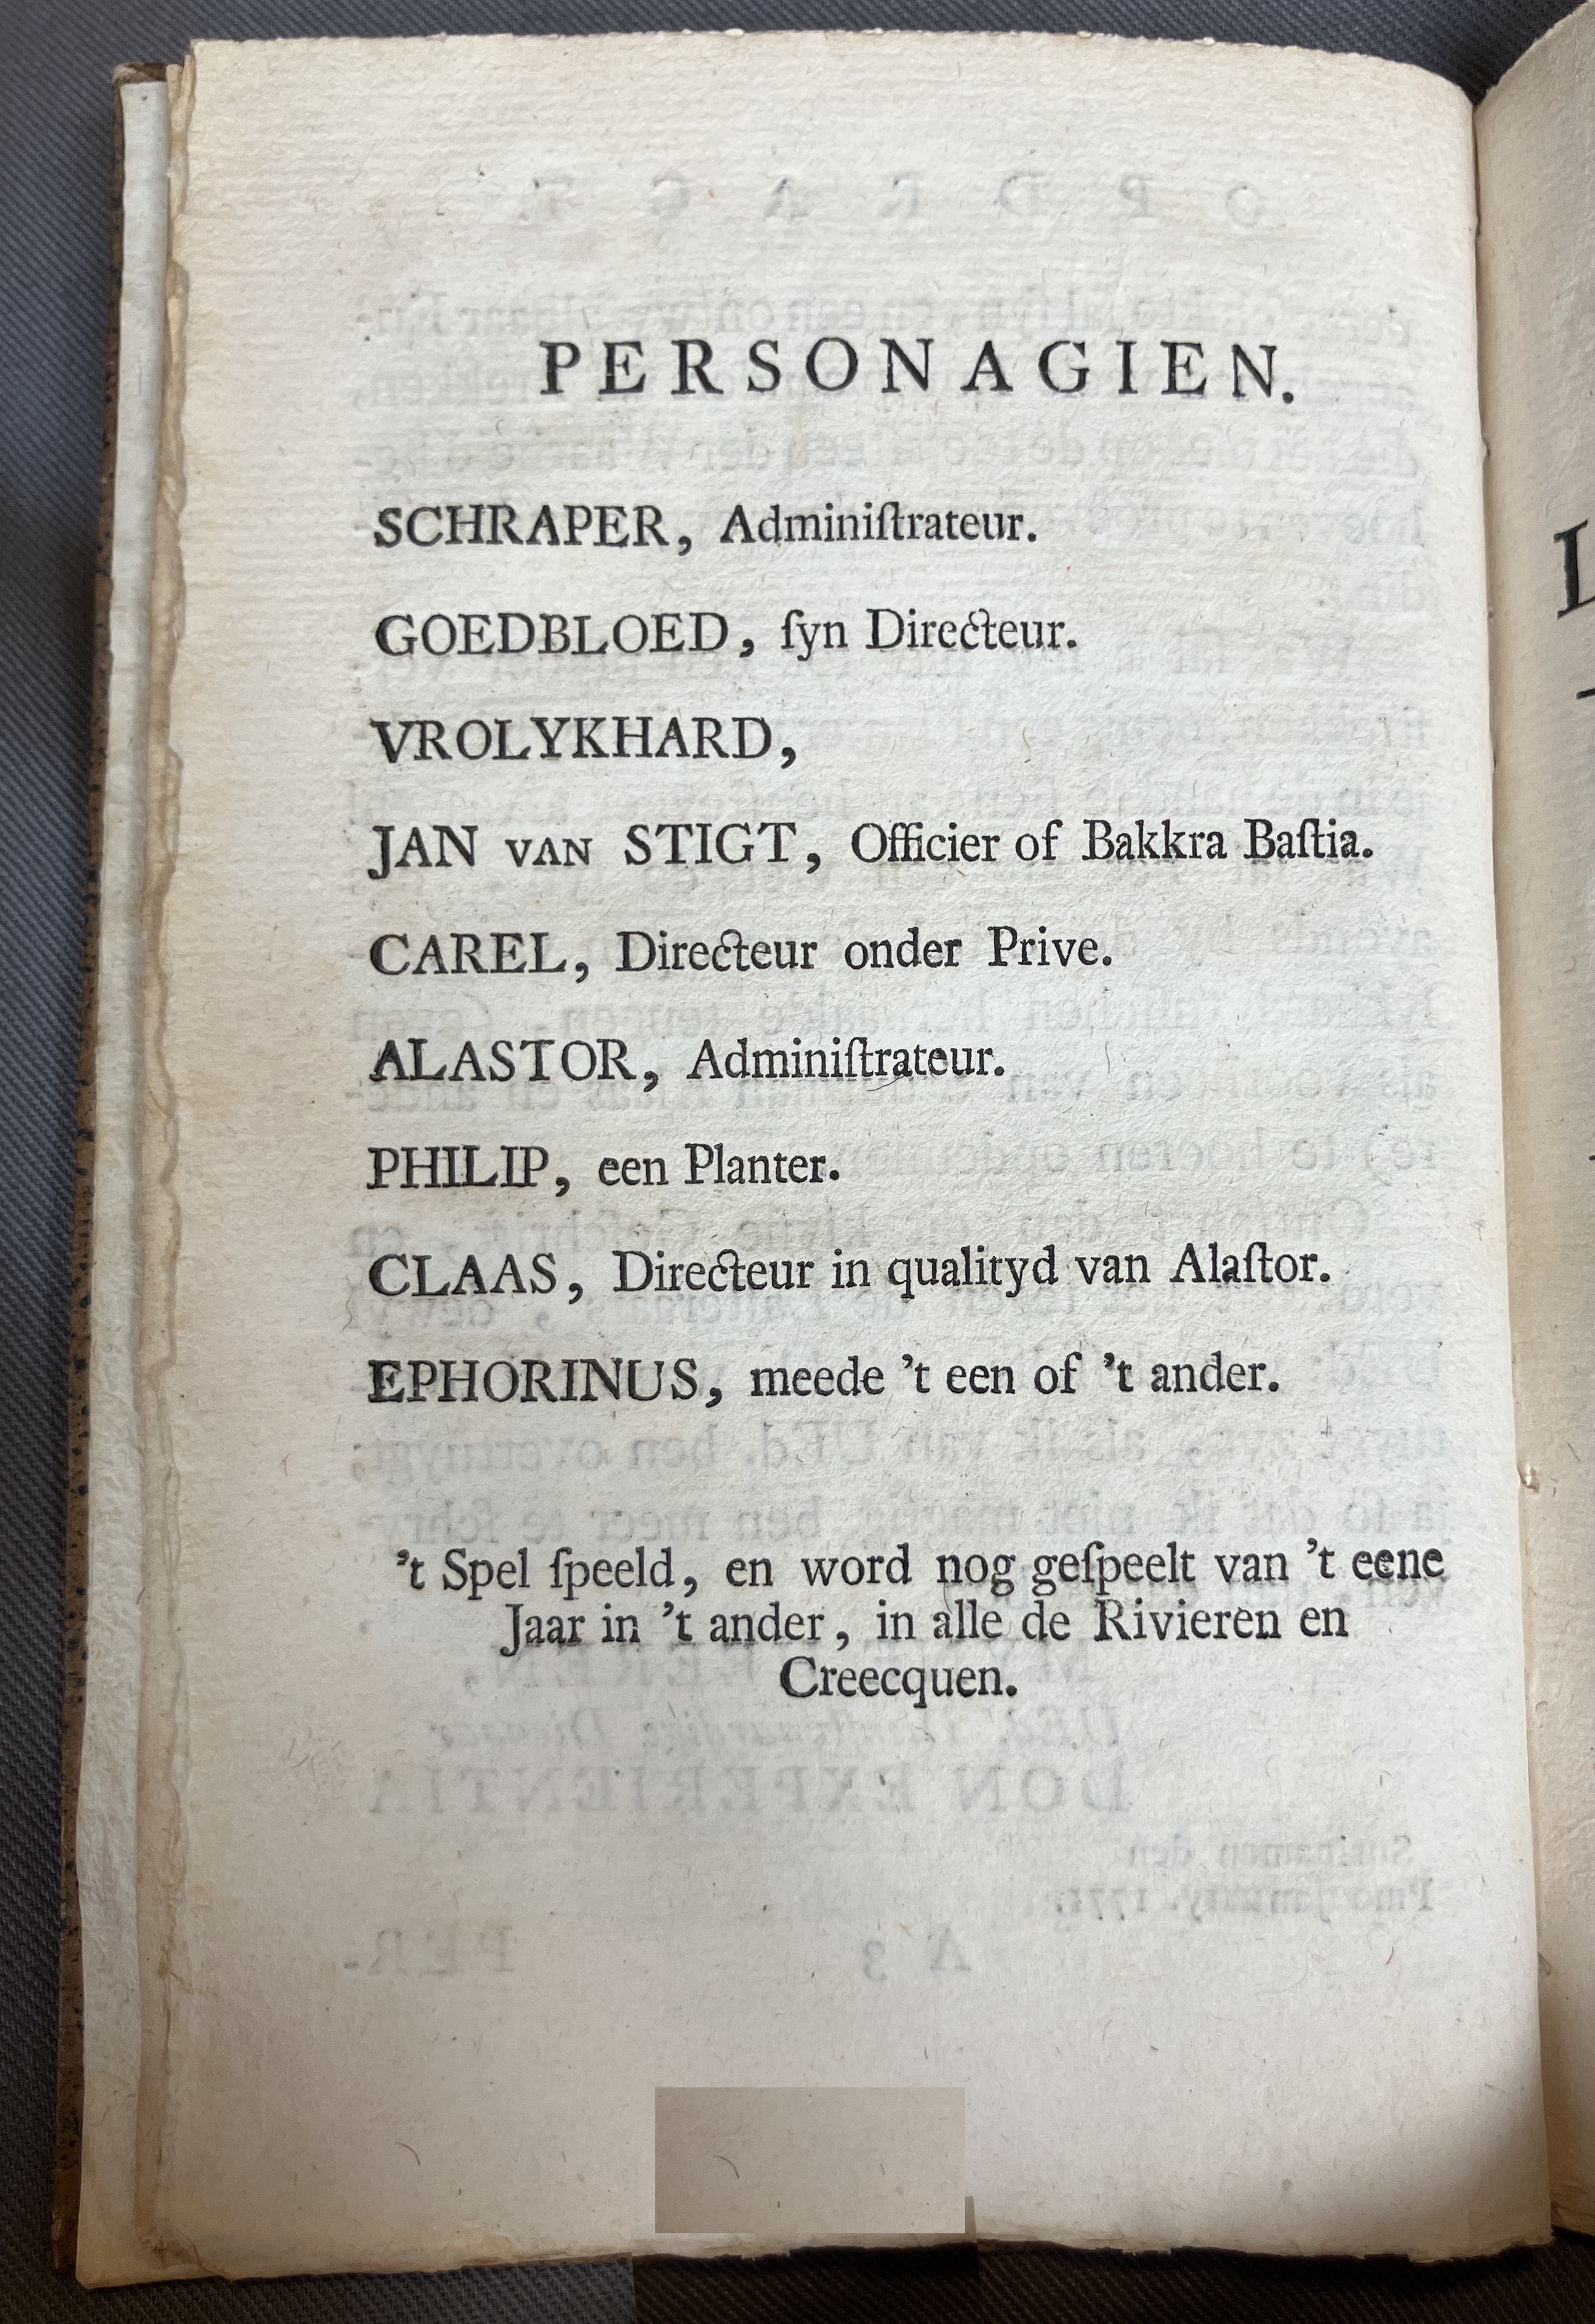 PERSONAGIEN.
SCHRAPER, Adminiſtrateur.
GOEDBLOED, ſyn Directeur.
VROLYKHARD,
JAN VAN STIGT, Officier of Bakkra Baſtia.
CAREL, Directeur onder Prive.
ALASTOR, Adminiſtrateur.
PHILIP, een Planter.
CLAAS, Directeur in qualityd van Alaſtor.
EPHORINUS, meede 't een of 't ander.
't Spel ſpeeld, en word nog geſpeelt van 't eene
Jaar in 't ander, in alle de Rivieren en
Creecquen.